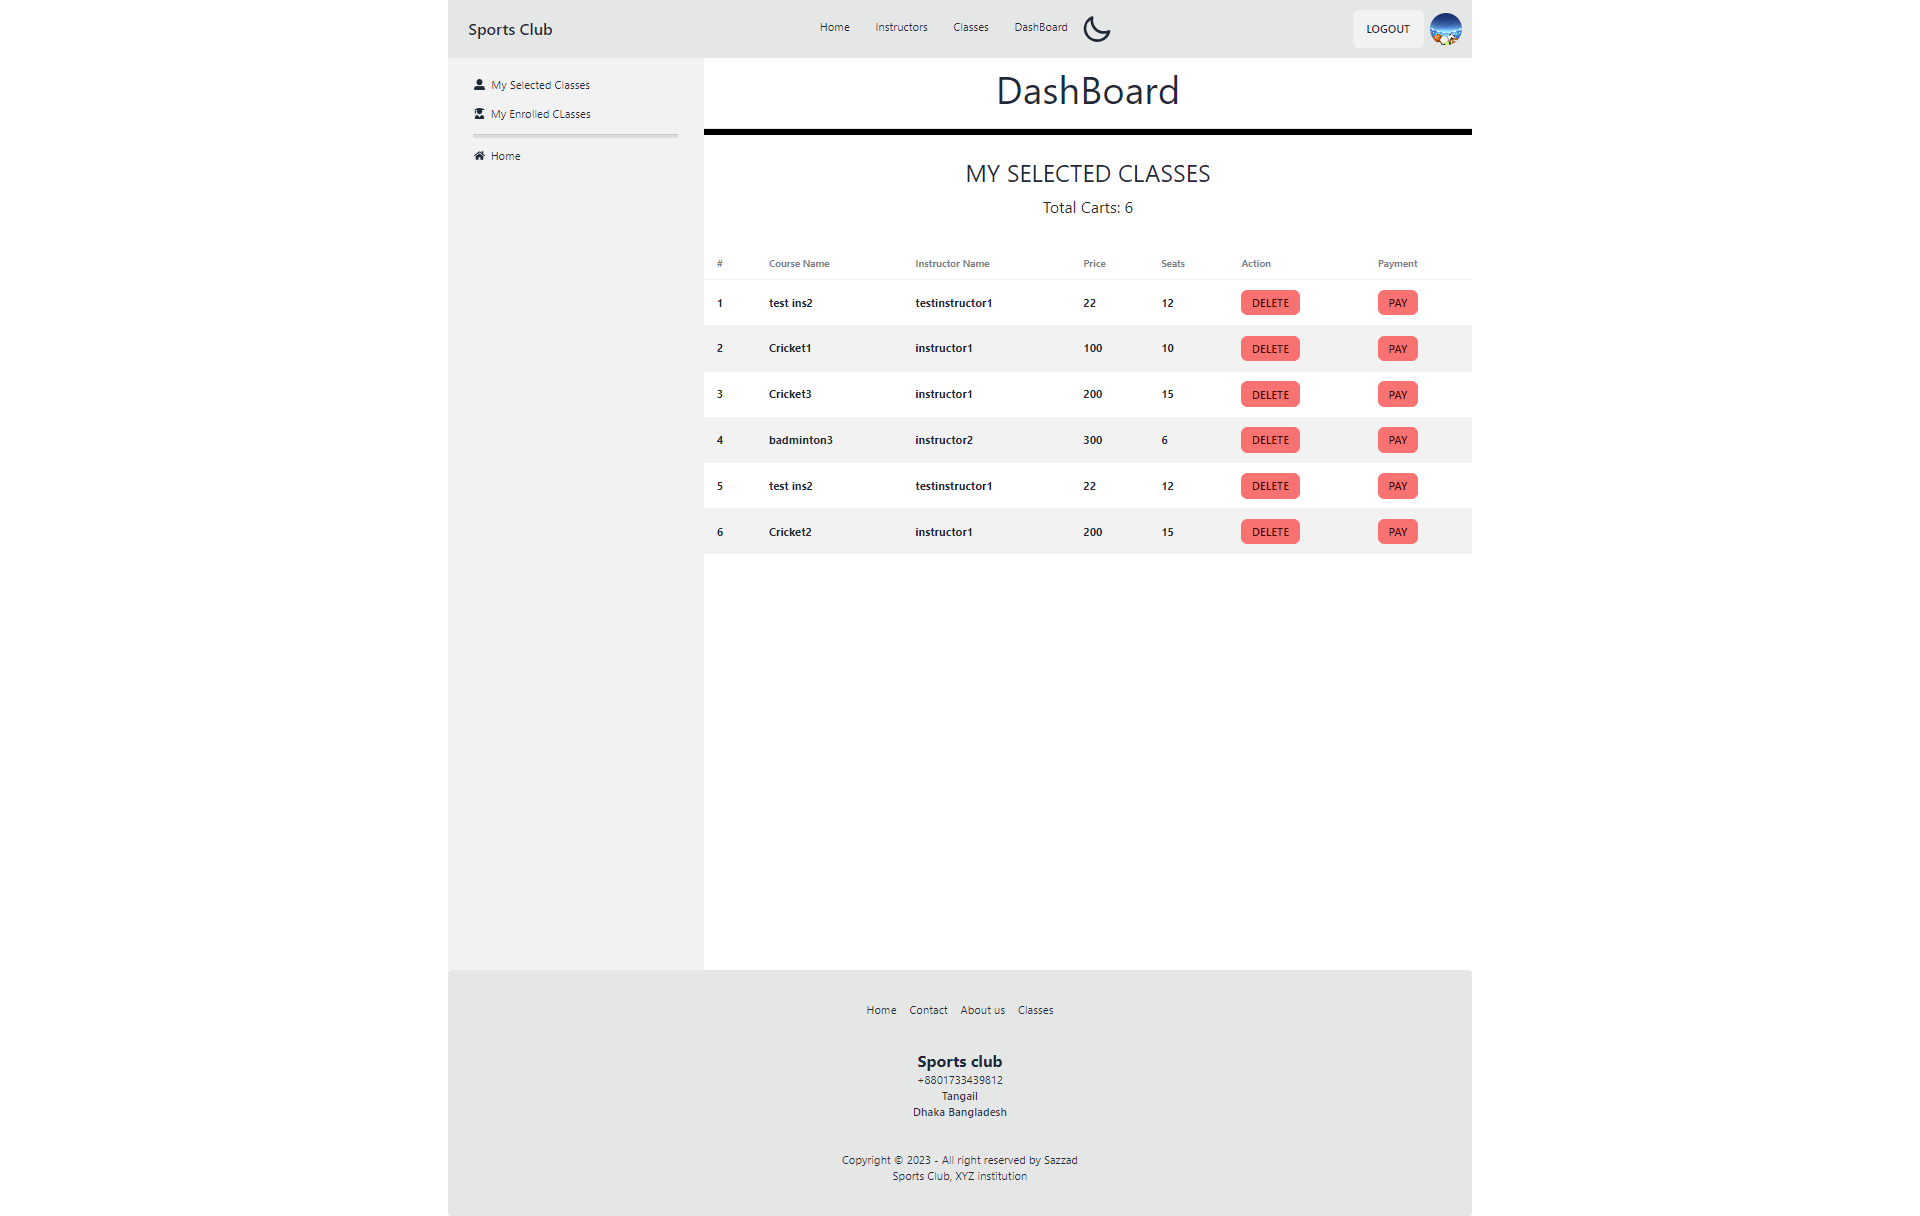 Sports Club
Home Instructors Classes DashBoard
LOGOUT
My Selected Classes
My Enrolled CLasses
Home
DashBoard
MY SELECTED CLASSES
Total Carts: 6
# Course Name Instructor Name Price Seats Action Payment
1 test ins2 testinstructor1 22 12 DELETE PAY
2 Cricket1 instructor1 100 10 DELETE PAY
3 Cricket3 instructor1 200 15 DELETE PAY
4 badminton3 instructor2 300 6 DELETE PAY
5 test ins2 testinstructor1 22 12 DELETE PAY
6 Cricket2 instructor1 200 15 DELETE PAY
Home Contact About us Classes
Sports club
+8801733439812
Tangail
Dhaka Bangladesh
Copyright © 2023 - All right reserved by Sazzad
Sports Club, XYZ institution